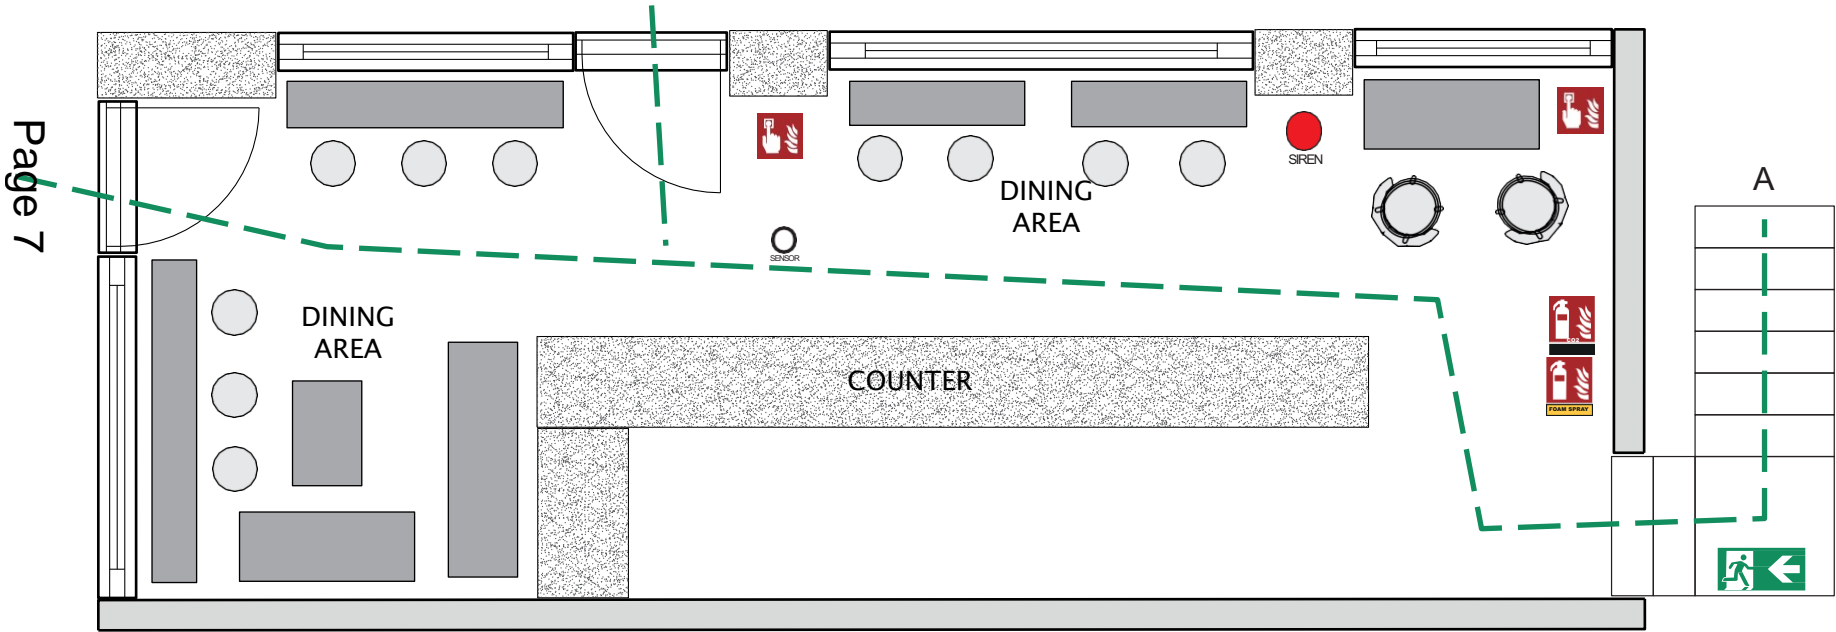 Page 7
A
SIREN
DINING
AREA
SENSOR
DINING
AREA
CO2
COUNTER
FOAM SPRAY